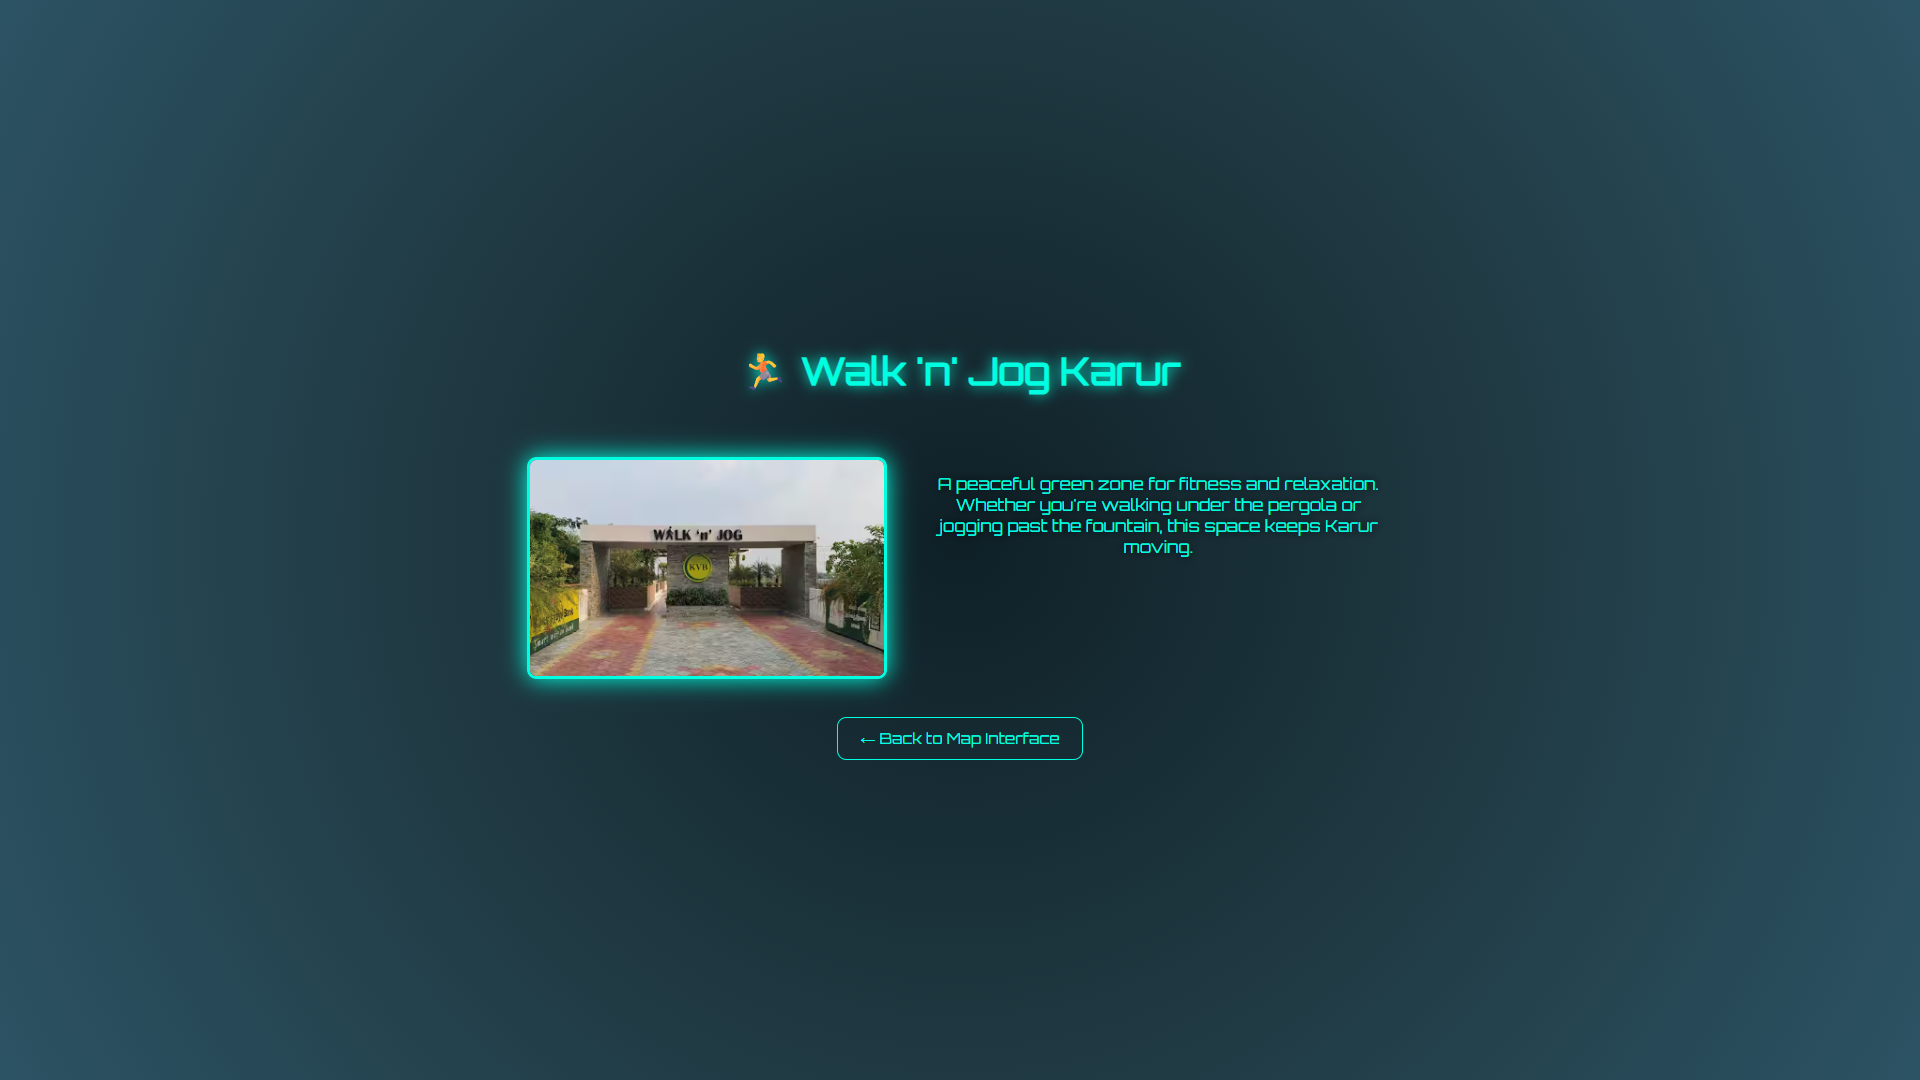 Walk 'n' Jog Karur
WALK 'n' JOG
KVB
A peaceful green zone for fitness and relaxation.
Whether you're walking under the pergola or
jogging past the fountain, this space keeps Karur
moving.
← Back to Map Interface